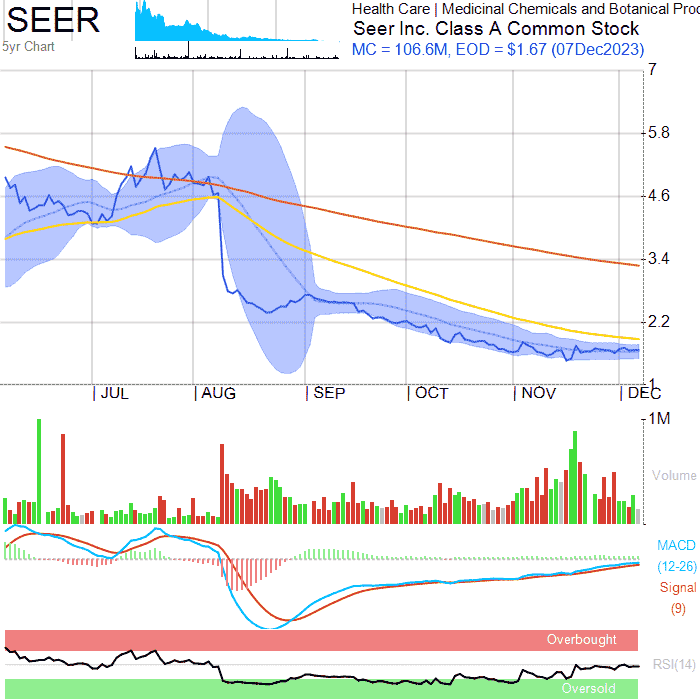 SEER
5yr Chart
Health Care | Medicinal Chemicals and Botanical Proc
Seer Inc. Class A Common Stock
MC = 106.6M, EOD = $1.67 (07Dec2023)
7
5.8
4.6
3.4
2.2
1
JUL AUG SEP OCT NOV DEC
1M
Volume
MACD
(12-26)
Signal
(9)
Overbought
RSI(14)
Oversold